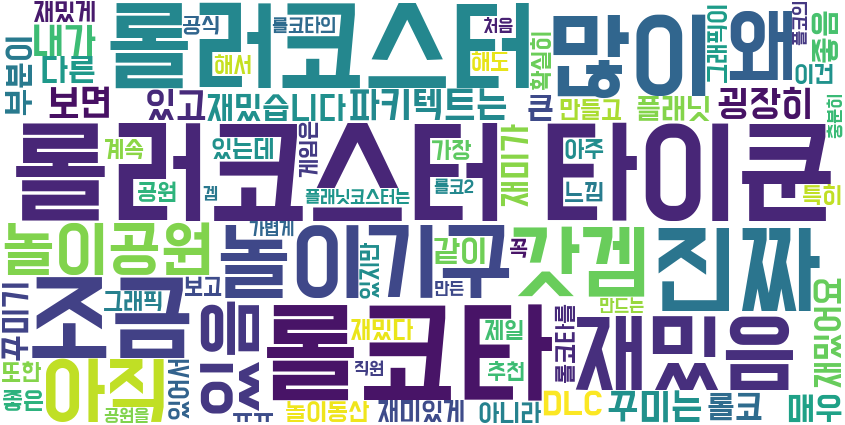 재밌게
공식
롤코타의
처음
내가
롤러코스터
많이
왜
그래픽이
좋음
플코인
부분이
다른
해서
해도
확실히
이건
보면
있고
재밌습니다
파키텍트는
큰
만들고
플래닛
굉장히
충분히
롤러코스터 타이쿤
계속
있는데
게임은
가장
재미가
아주
공원
겜
플래닛코스터는
롤코2
느낌
특히
놀이공원
놀이기구
가볍게
같이
꼭
갓겜
진짜
있지만
만든
꾸미기
조금
그래픽
보고
있음
롤코타
재밌다
제일
만드는
롤코타를
재밌음
재밌어요
또한
좋은
아직
공원을
있어서
ㅠㅠ
직원
추천
놀이동산
재미있게
아니라
DLC
꾸미는
롤코
매우